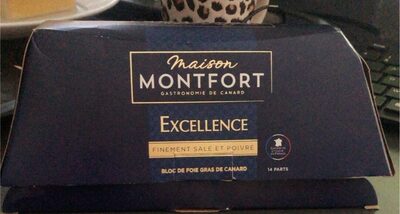 Maison
MONTFORT
GASTRONOMIE DE CANARD
EXCELLENCE
FINEMENT SALÉ ET POIVRÉ
BLOC DE FOIE GRAS DE CANARD
14 PARTS